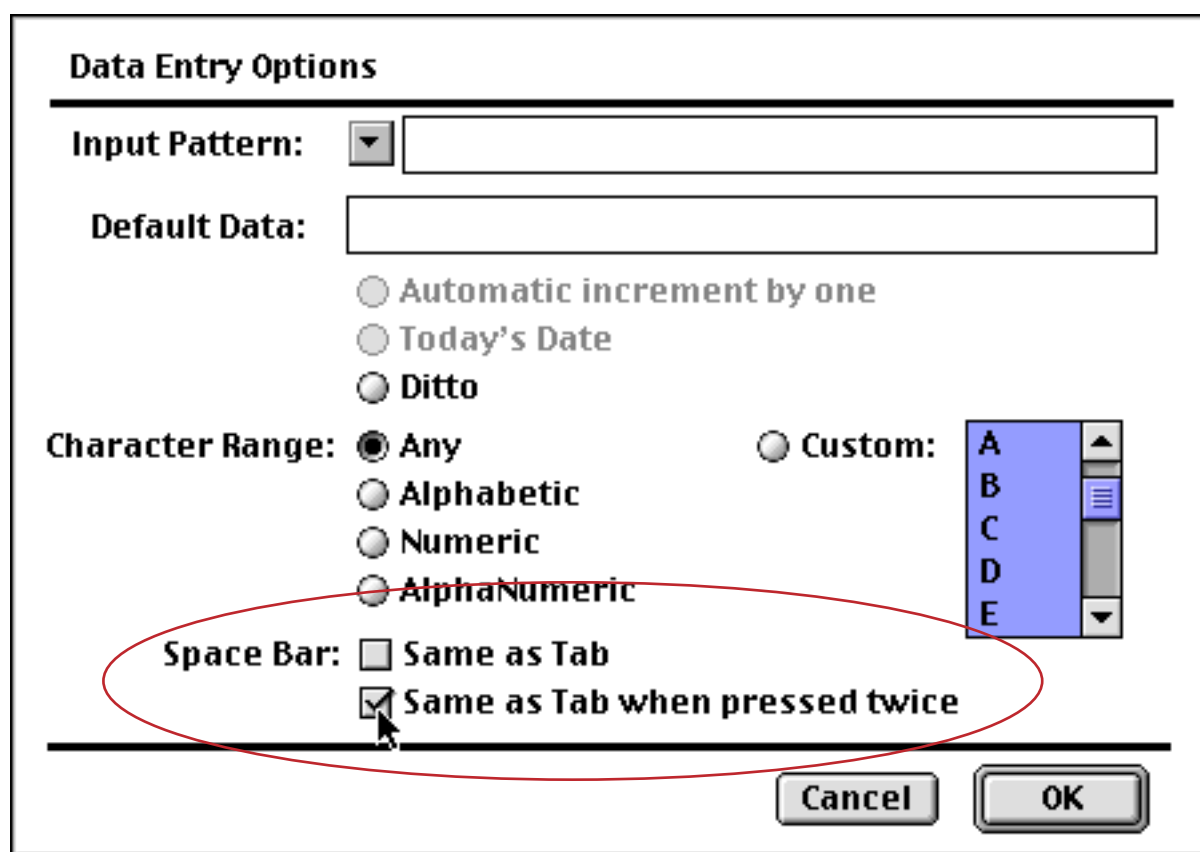 Data Entry Options
Input Pattern:
Default Data:
Automatic increment by one
Today's Date
Ditto
Character Range: Any Custom: A
B
Alphabetic
C
Numeric
D
AlphaNumeric
E
Space Bar: Same as Tab
Same as Tab when pressed twice
Cancel OK